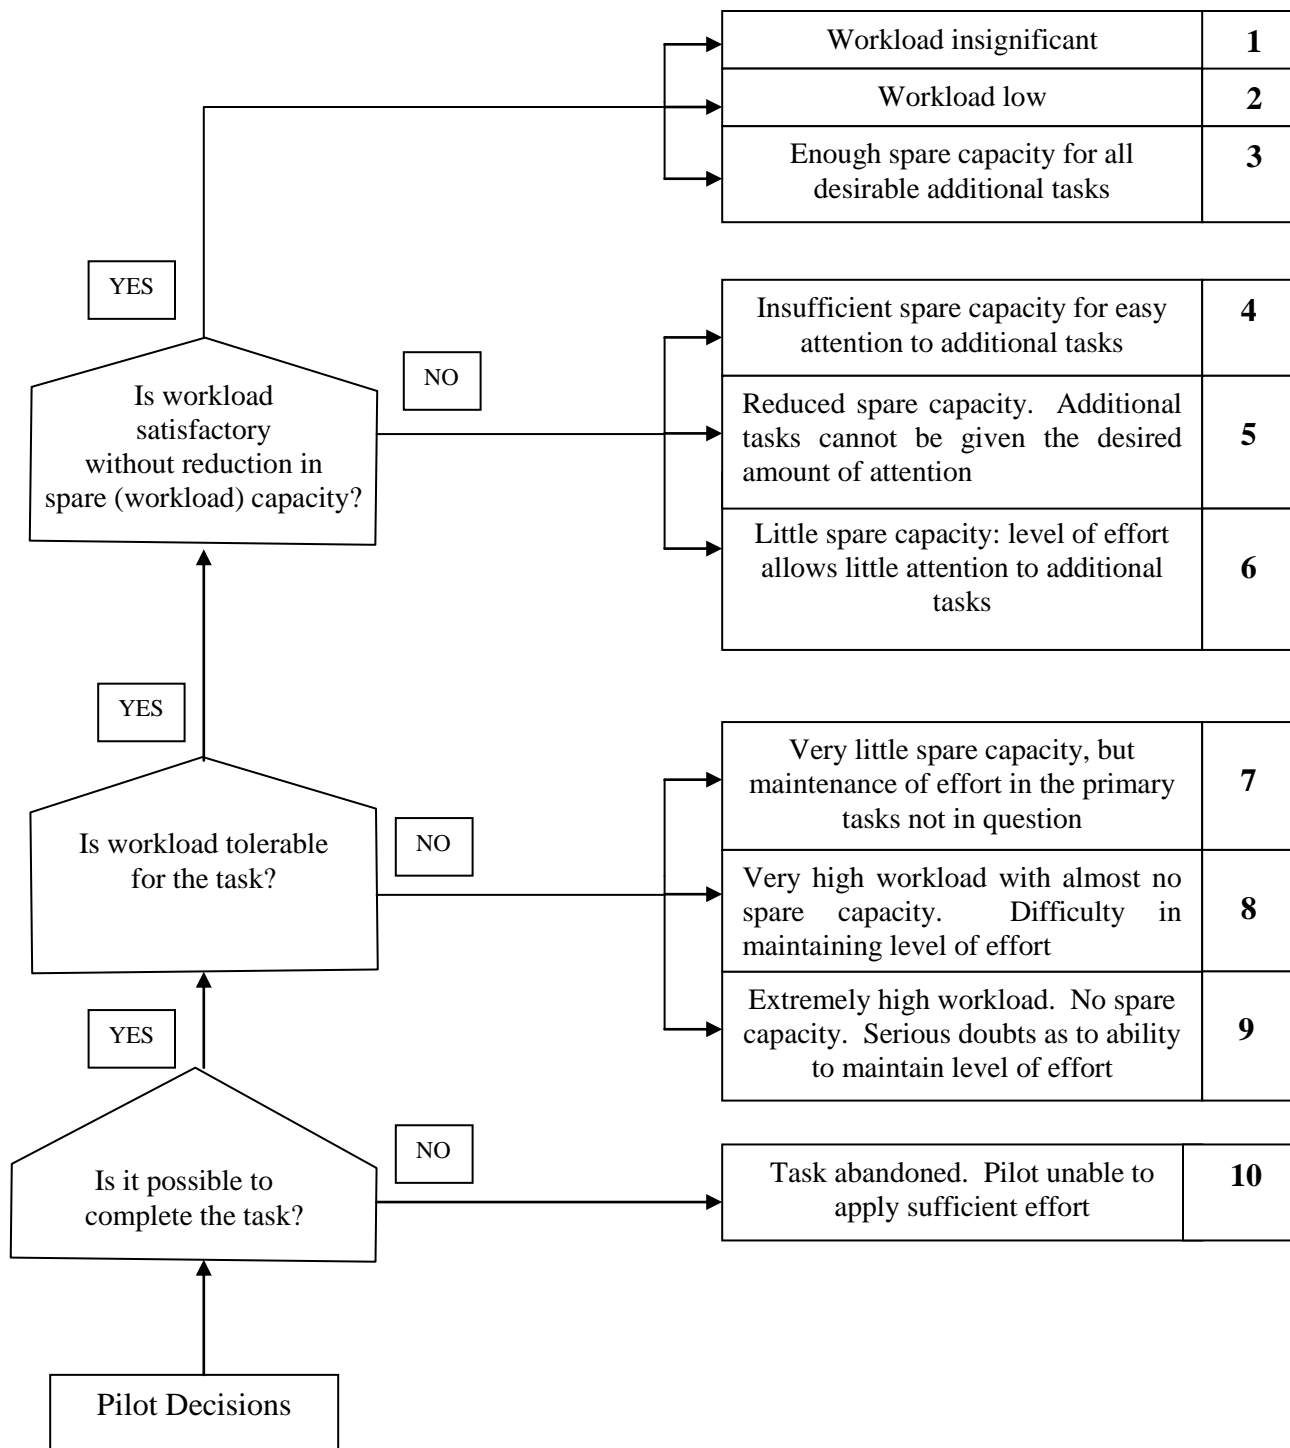 Workload insignificant
1
Workload low
2
Enough spare capacity for all
desirable additional tasks
3
YES
Is workload
satisfactory
without reduction in
spare (workload) capacity?
NO
Insufficient spare capacity for easy
attention to additional tasks
4
Reduced spare capacity. Additional
tasks cannot be given the desired
amount of attention
5
Little spare capacity: level of effort
allows little attention to additional
tasks
6
YES
Is workload tolerable
for the task?
NO
Very little spare capacity, but
maintenance of effort in the primary
tasks not in question
7
Very high workload with almost no
spare capacity. Difficulty in
maintaining level of effort
8
Extremely high workload. No spare
capacity. Serious doubts as to ability
to maintain level of effort
9
YES
Is it possible to
complete the task?
NO
Task abandoned. Pilot unable to
apply sufficient effort
10
Pilot Decisions